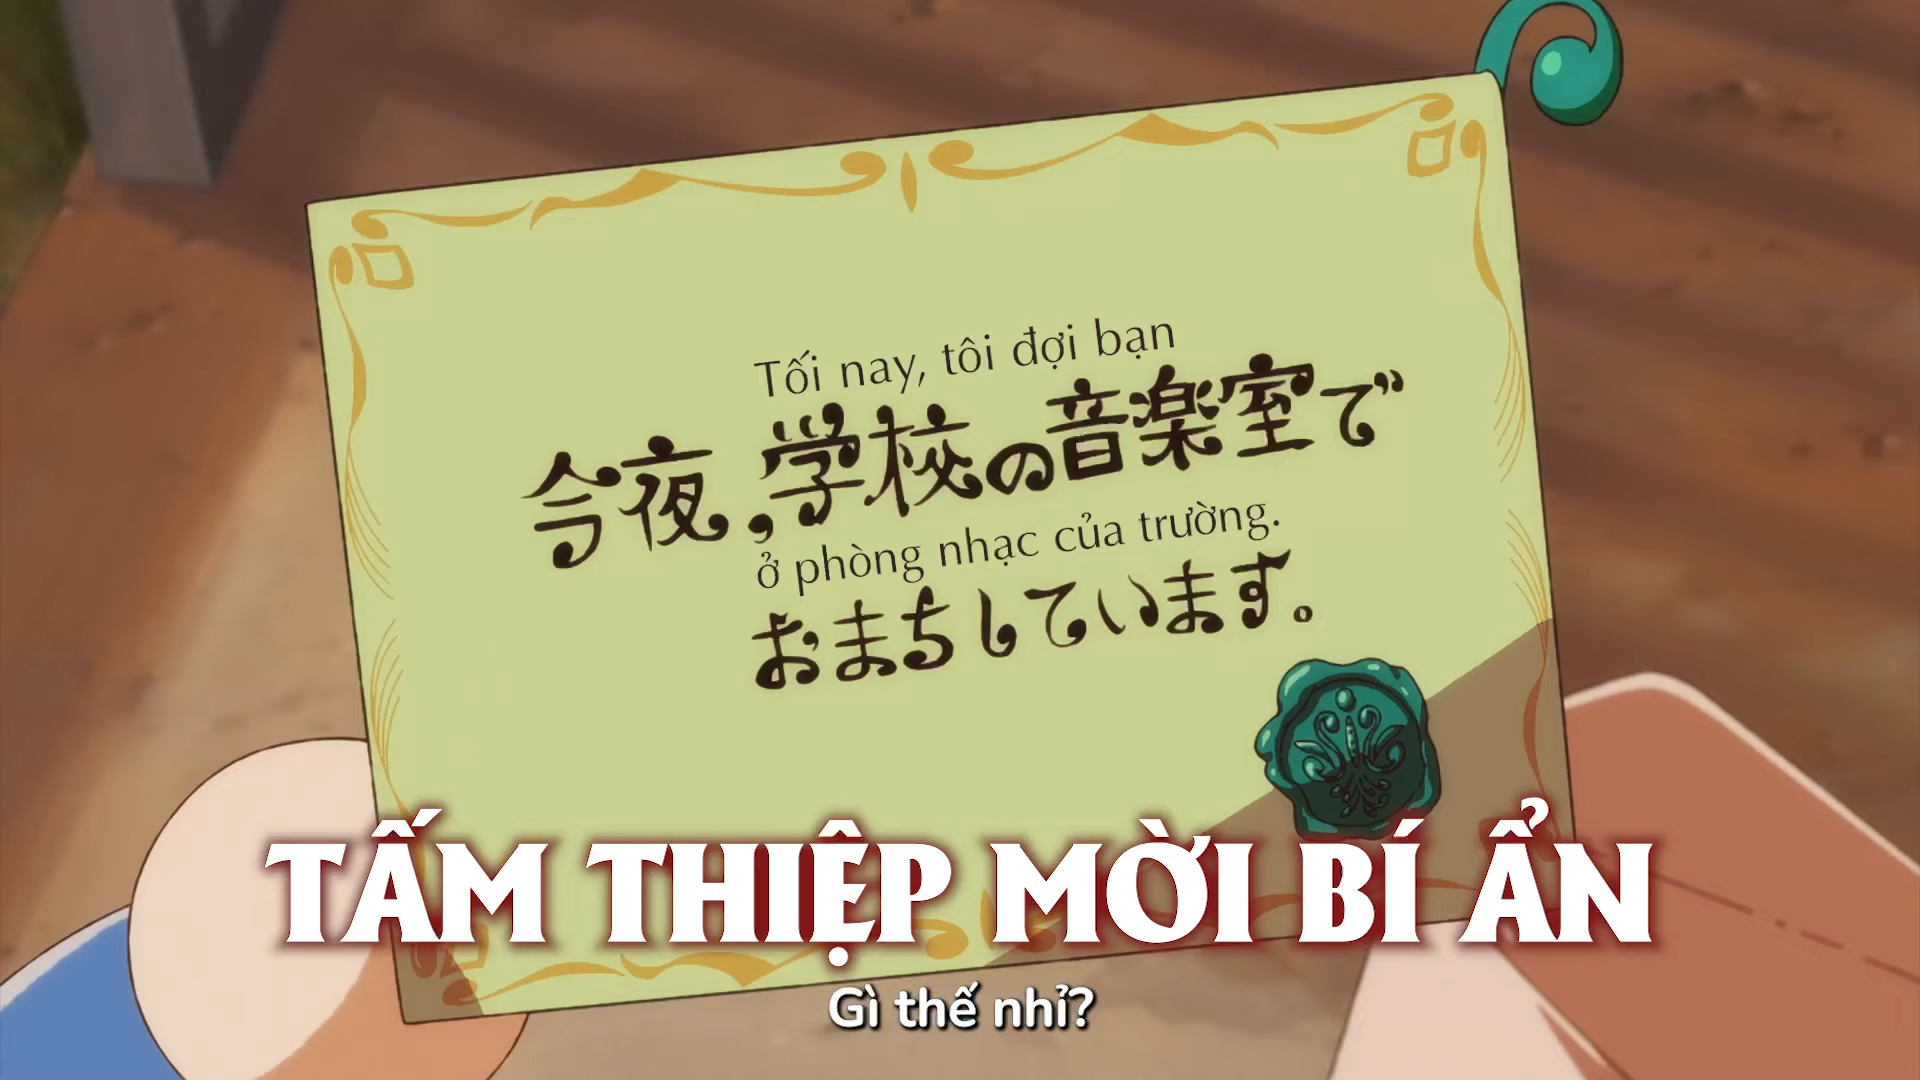 Tối nay, tôi đợi bạn
今夜,学校の音楽室で
ở phòng nhạc của trường.
おまちしています。
TẤM THIỆP MỜI BÍ ẨN
Gì thế nhỉ?